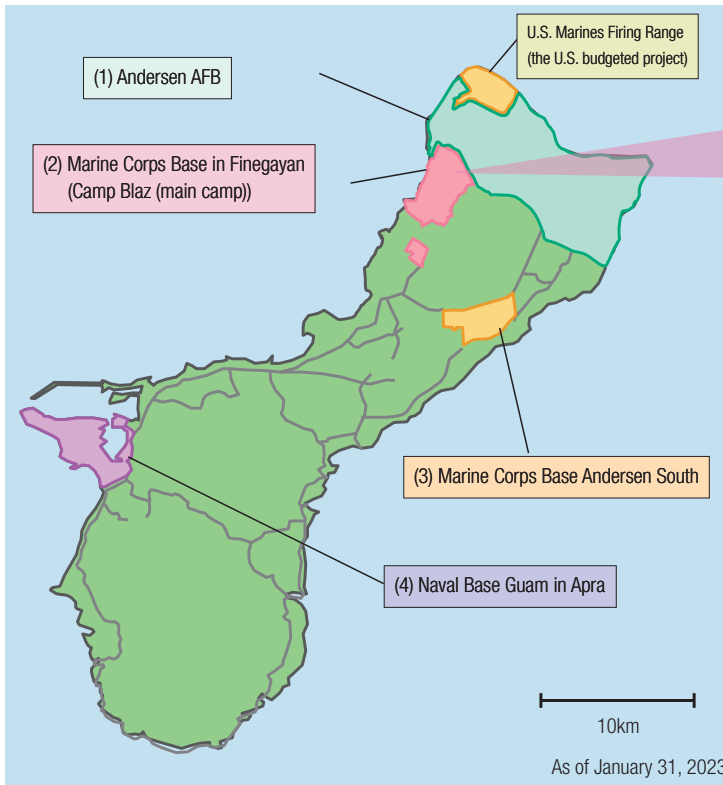 U.S. Marines Firing Range
(the U.S. budgeted project)
(1) Andersen AFB
(2) Marine Corps Base in Finegayan
(Camp Blaz (main camp))
(3) Marine Corps Base Andersen South
(4) Naval Base Guam in Apra
10km
As of January 31, 2023